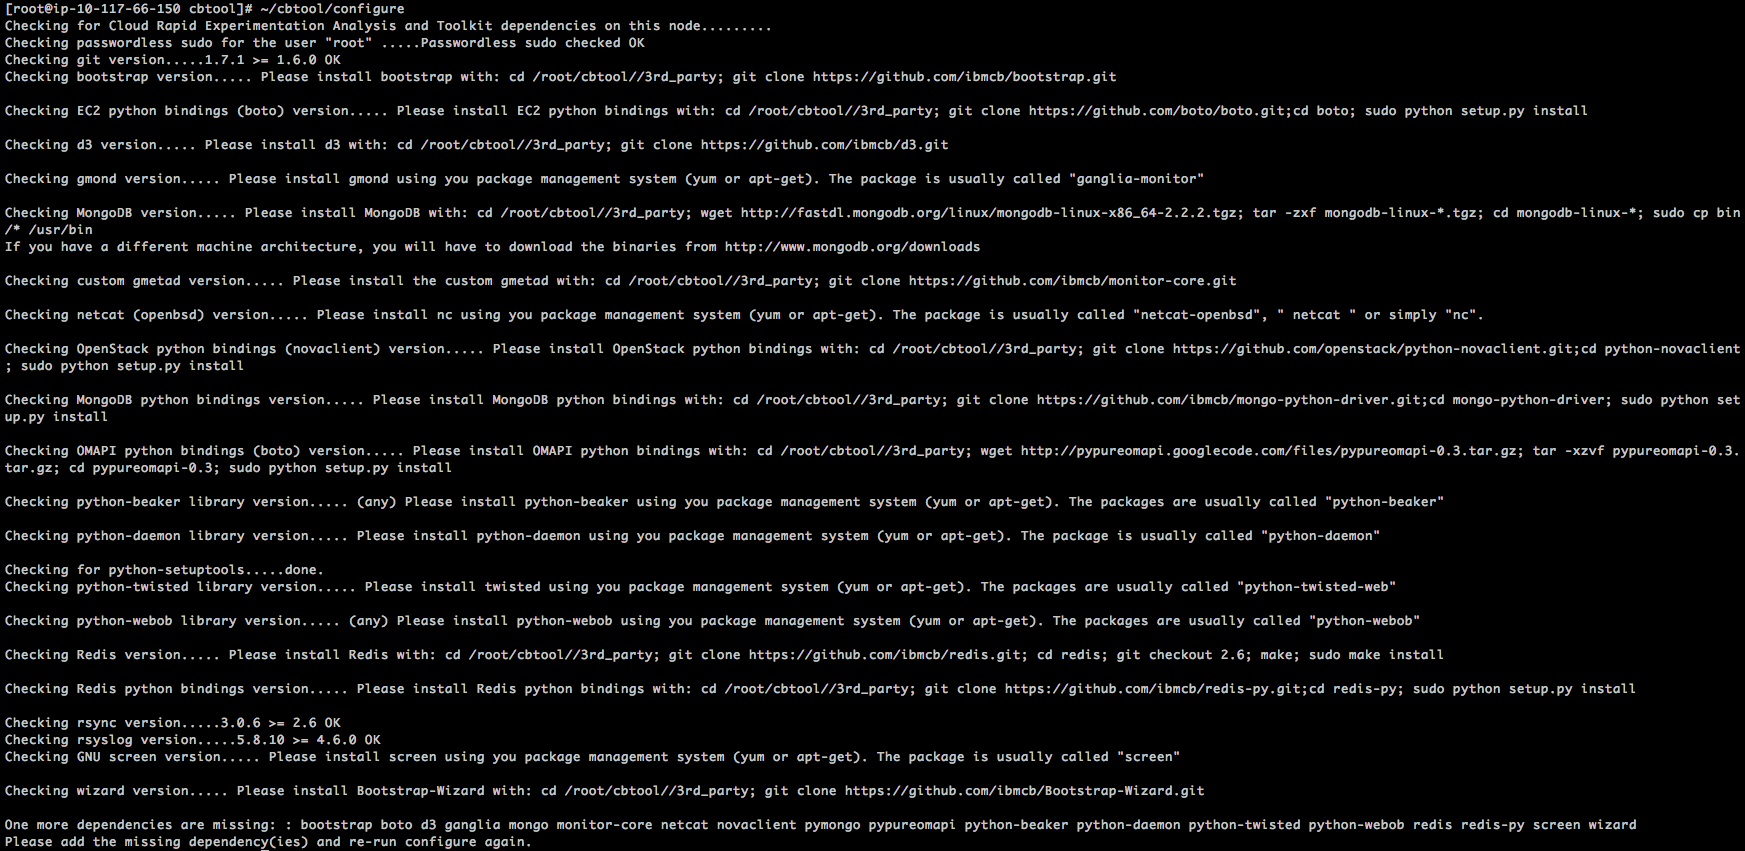 [root@ip-10-117-66-150 cbtool]# ~/cbtool/configure
Checking for Cloud Rapid Experimentation Analysis and Toolkit dependencies on this node.........
Checking passwordless sudo for the user "root" .....Passwordless sudo checked OK
Checking git version.....1.7.1 >= 1.6.0 OK
Checking bootstrap version..... Please install bootstrap with: cd /root/cbtool//3rd_party; git clone https://github.com/ibmcb/bootstrap.git
Checking EC2 python bindings (boto) version..... Please install EC2 python bindings with: cd /root/cbtool//3rd_party; git clone https://github.com/boto/boto.git;cd boto; sudo python setup.py install
Checking d3 version..... Please install d3 with: cd /root/cbtool//3rd_party; git clone https://github.com/ibmcb/d3.git
Checking gmond version..... Please install gmond using you package management system (yum or apt-get). The package is usually called "ganglia-monitor"
Checking MongoDB version..... Please install MongoDB with: cd /root/cbtool//3rd_party; wget http://fastdl.mongodb.org/linux/mongodb-linux-x86_64-2.2.2.tgz; tar -zxf mongodb-linux-*.tgz; cd mongodb-linux-*; sudo cp bin
/* /usr/bin
If you have a different machine architecture, you will have to download the binaries from http://www.mongodb.org/downloads
Checking custom gmetad version..... Please install the custom gmetad with: cd /root/cbtool//3rd_party; git clone https://github.com/ibmcb/monitor-core.git
Checking netcat (openbsd) version..... Please install nc using you package management system (yum or apt-get). The package is usually called "netcat-openbsd", " netcat " or simply "nc".
Checking OpenStack python bindings (novaclient) version..... Please install OpenStack python bindings with: cd /root/cbtool//3rd_party; git clone https://github.com/openstack/python-novaclient.git;cd python-novaclient
; sudo python setup.py install
Checking MongoDB python bindings version..... Please install MongoDB python bindings with: cd /root/cbtool//3rd_party; git clone https://github.com/ibmcb/mongo-python-driver.git;cd mongo-python-driver; sudo python set
up.py install
Checking OMAPI python bindings (boto) version..... Please install OMAPI python bindings with: cd /root/cbtool//3rd_party; wget http://pypureomapi.googlecode.com/files/pypureomapi-0.3.tar.gz; tar -xzvf pypureomapi-0.3.
tar.gz; cd pypureomapi-0.3; sudo python setup.py install
Checking python-beaker library version..... (any) Please install python-beaker using you package management system (yum or apt-get). The packages are usually called "python-beaker"
Checking python-daemon library version..... Please install python-daemon using you package management system (yum or apt-get). The package is usually called "python-daemon"
Checking for python-setuptools.....done.
Checking python-twisted library version..... Please install twisted using you package management system (yum or apt-get). The packages are usually called "python-twisted-web"
Checking python-webob library version..... (any) Please install python-webob using you package management system (yum or apt-get). The packages are usually called "python-webob"
Checking Redis version..... Please install Redis with: cd /root/cbtool//3rd_party; git clone https://github.com/ibmcb/redis.git; cd redis; git checkout 2.6; make; sudo make install
Checking Redis python bindings version..... Please install Redis python bindings with: cd /root/cbtool//3rd_party; git clone https://github.com/ibmcb/redis-py.git;cd redis-py; sudo python setup.py install
Checking rsync version.....3.0.6 >= 2.6 OK
Checking rsyslog version.....5.8.10 >= 4.6.0 OK
Checking GNU screen version..... Please install screen using you package management system (yum or apt-get). The package is usually called "screen"
Checking wizard version..... Please install Bootstrap-Wizard with: cd /root/cbtool//3rd_party; git clone https://github.com/ibmcb/Bootstrap-Wizard.git
One more dependencies are missing: : bootstrap boto d3 ganglia mongo monitor-core netcat novaclient pymongo pypureomapi python-beaker python-daemon python-twisted python-webob redis redis-py screen wizard
Please add the missing dependency(ies) and re-run configure again.